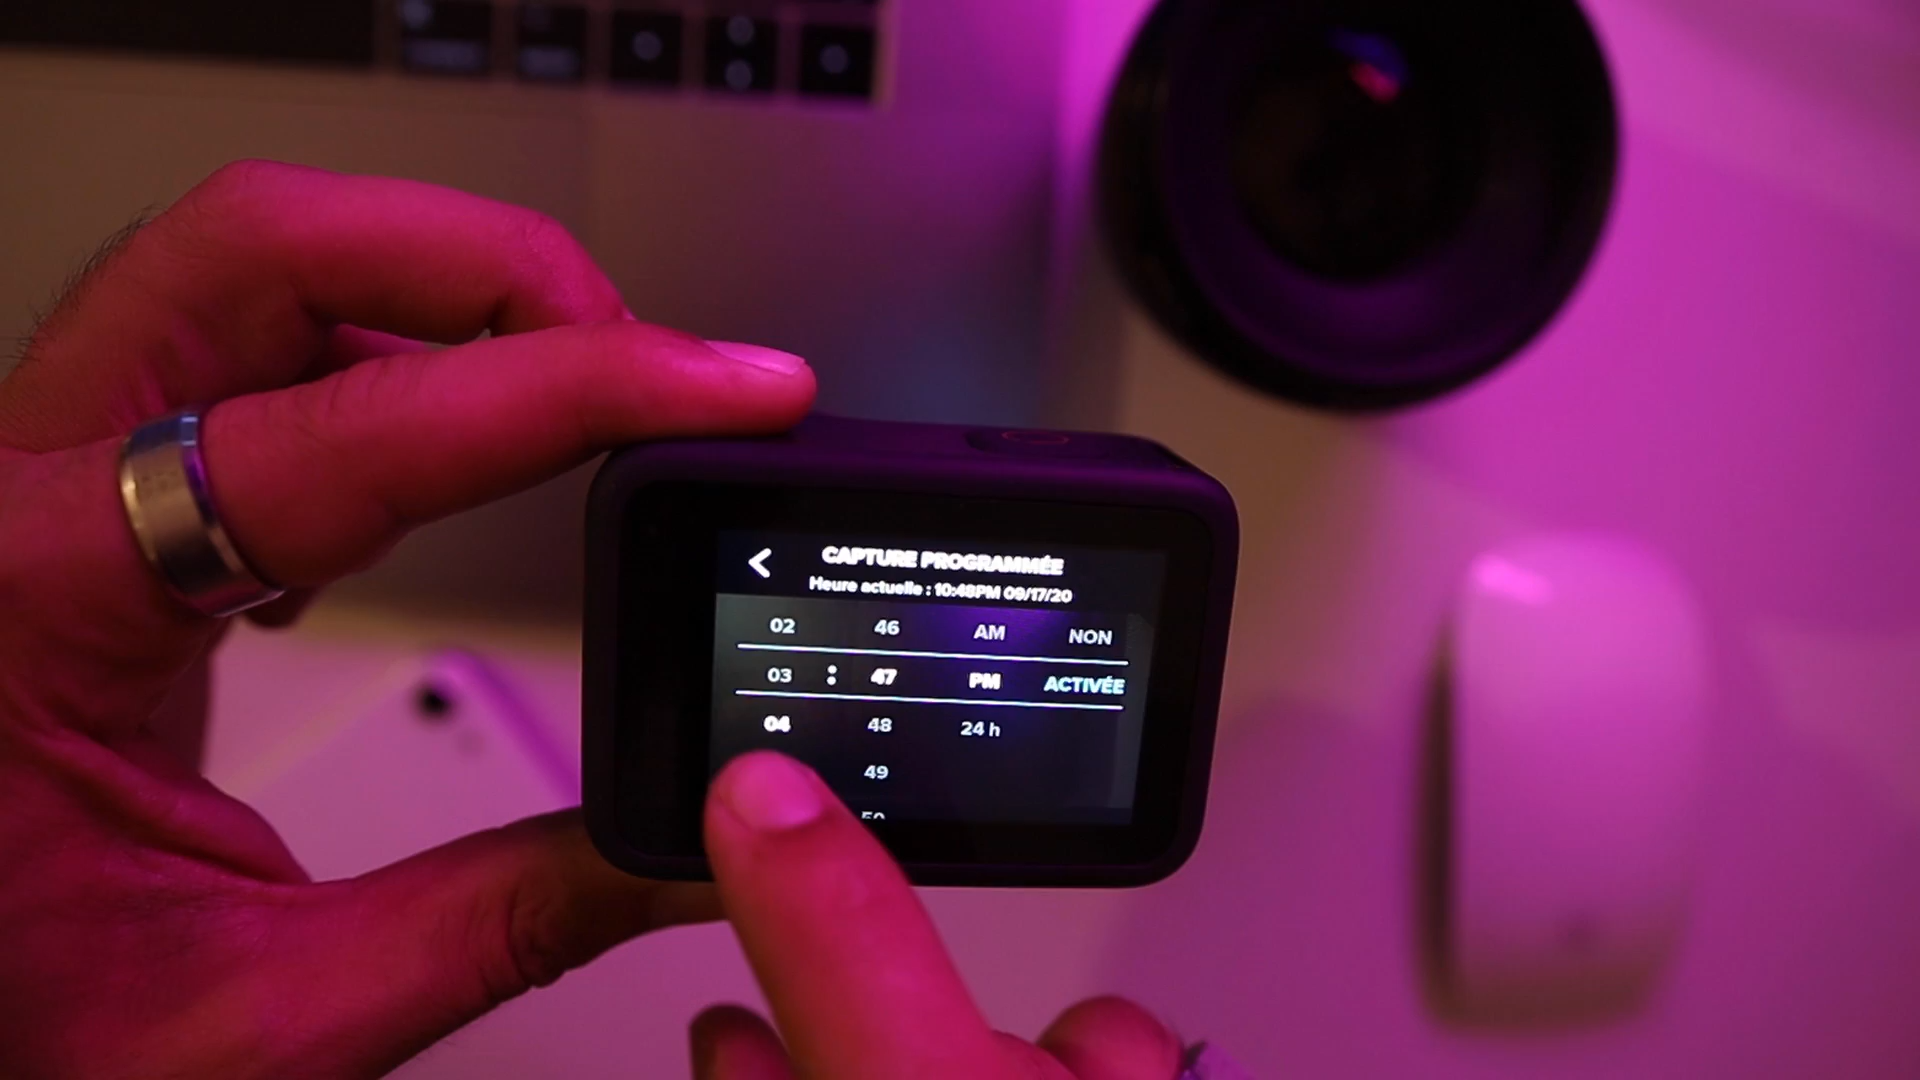 CAPTURE PROGRAMMÉE
Heure actuelle : 10:48PM 09/17/20
02 46 AM NON
03 : 47 PM ACTIVÉE
04 48 24 h
49
50